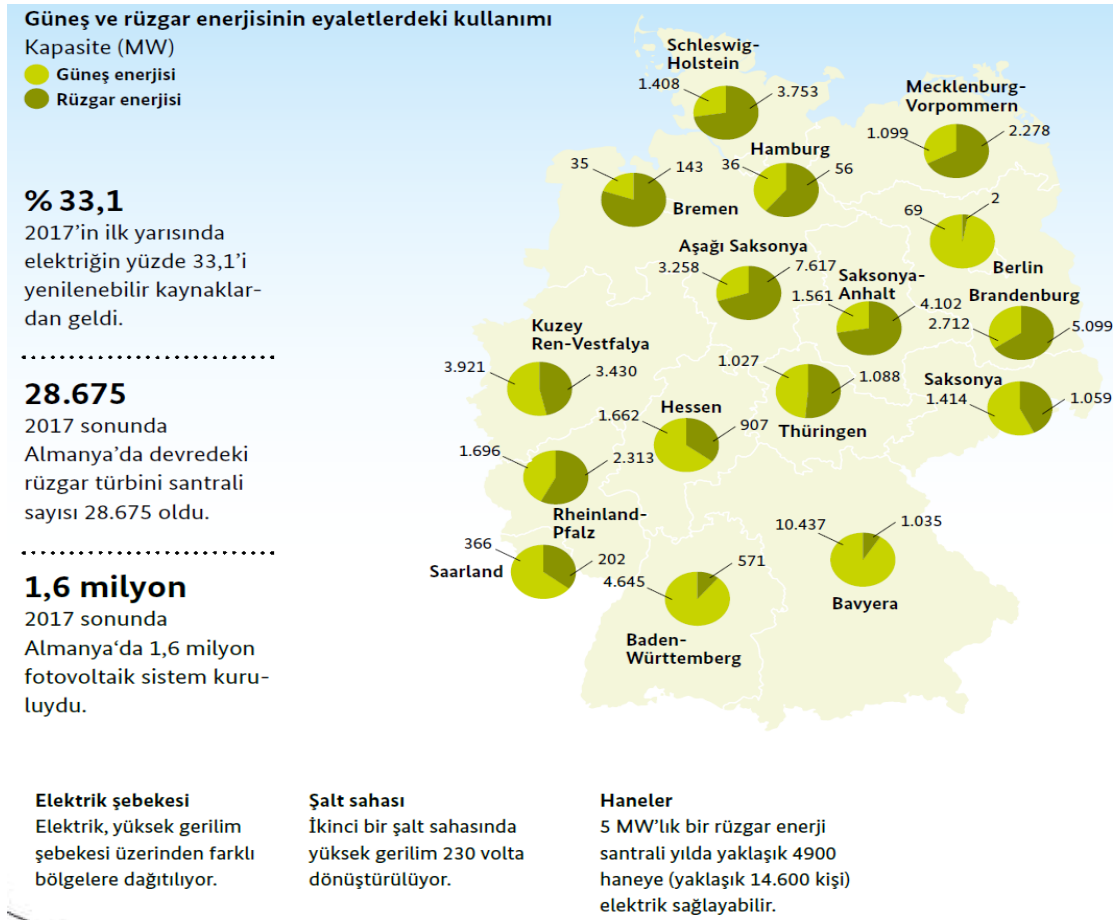 Güneş ve rüzgar enerjisinin eyaletlerdeki kullanımı
Kapasite (MW)
Güneş enerjisi
Rüzgar enerjisi
% 33,1
2017’in ilk yarısında
elektriğin yüzde 33,1’i
yenilenebilir kaynaklar-
dan geldi.
28.675
2017 sonunda
Almanya’da devredeki
rüzgar türbini santrali
sayısı 28.675 oldu.
1,6 milyon
2017 sonunda
Almanya‘da 1,6 milyon
fotovoltaik sistem kuru-
luydu.
Schleswig-
Holstein
1.408
3.753
Mecklenburg-
Vorpommern
1.099
2.278
Hamburg
36
56
35
143
Bremen
69
2
Berlin
Aşağı Saksonya
3.258
7.617
Saksonya-
Anhalt
1.561
4.102
Brandenburg
2.712
5.099
Kuzey
Ren-Vestfalya
3.921
3.430
1.027
1.088
Thüringen
Saksonya
1.414
1.059
Hessen
1.662
907
1.696
2.313
Rheinland-
Pfalz
366
202
Saarland
4.645
571
Baden-
Württemberg
10.437
1.035
Bavyera
Elektrik şebekesi
Elektrik, yüksek gerilim
şebekesi üzerinden farklı
bölgelere dağıtılıyor.
Şalt sahası
İkinci bir şalt sahasında
yüksek gerilim 230 volta
dönüştürülüyor.
Haneler
5 MW’lık bir rüzgar enerji
santrali yılda yaklaşık 4900
haneye (yaklaşık 14.600 kişi)
elektrik sağlayabilir.